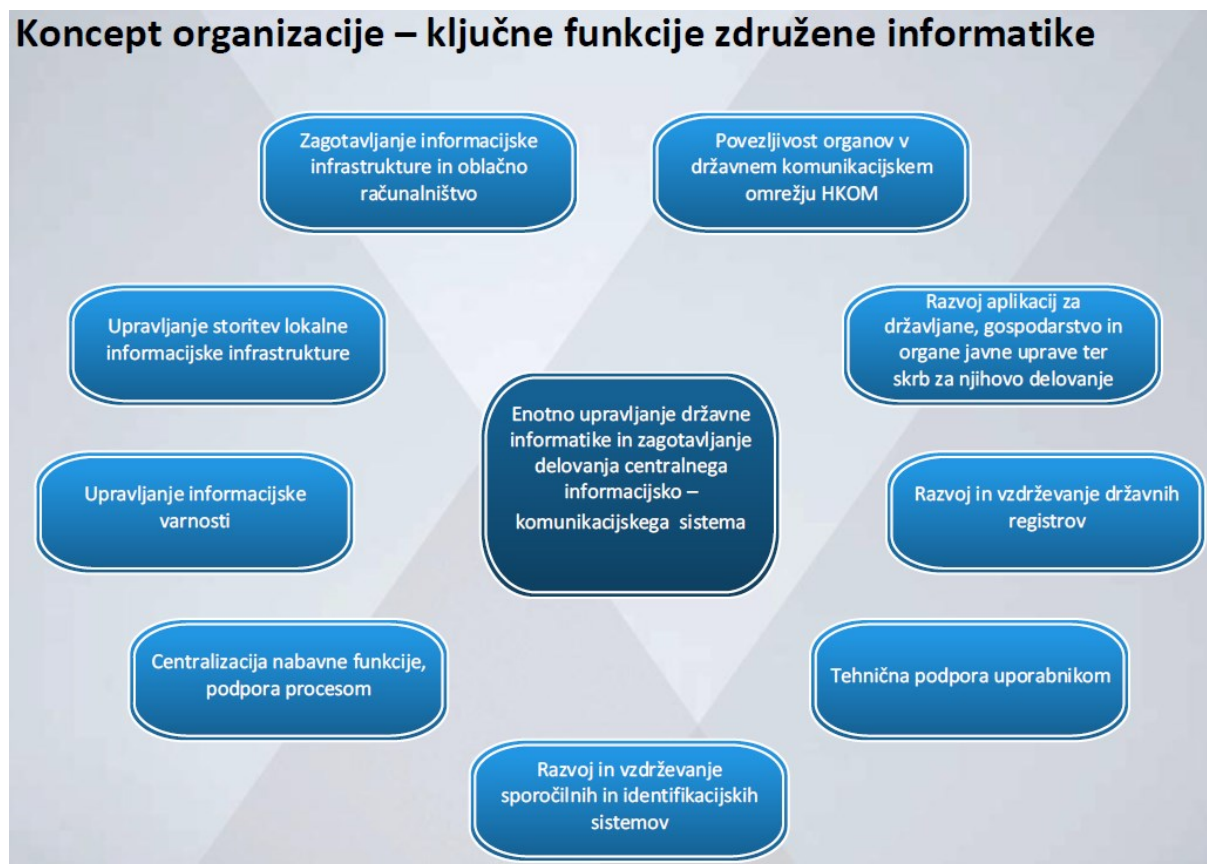 Koncept organizacije – ključne funkcije združene informatike
Zagotavljanje informacijske
infrastrukture in oblačno
računalništvo
Povezljivost organov v
državnem komunikacijskem
omrežju HKOM
Upravljanje storitev lokalne
informacijske infrastrukture
Razvoj aplikacij za
državljane, gospodarstvo in
organe javne uprave ter
skrb za njihovo delovanje
Enotno upravljanje državne
informatike in zagotavljanje
delovanja centralnega
informacijsko –
komunikacijskega sistema
Upravljanje informacijske
varnosti
Razvoj in vzdrževanje državnih
registrov
Centralizacija nabavne funkcije,
podpora procesom
Tehnična podpora uporabnikom
Razvoj in vzdrževanje
sporočilnih in identifikacijskih
sistemov